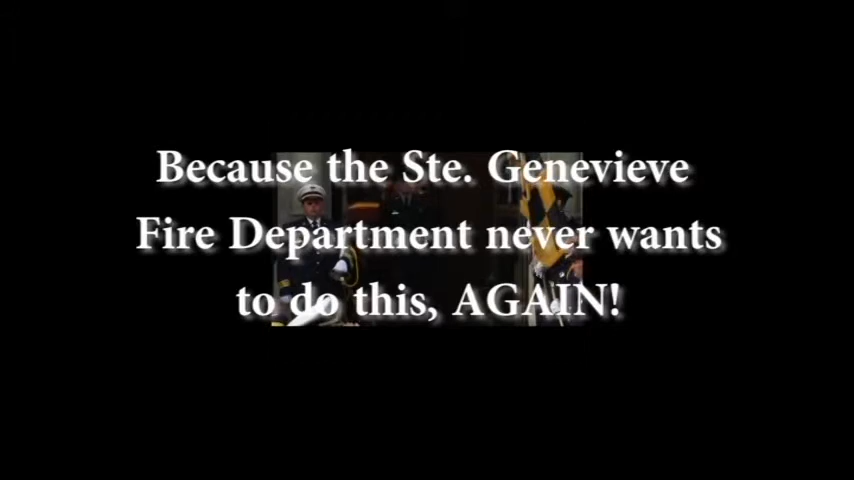 Because the Ste. Genevieve
Fire Department never wants
to do this, AGAIN!